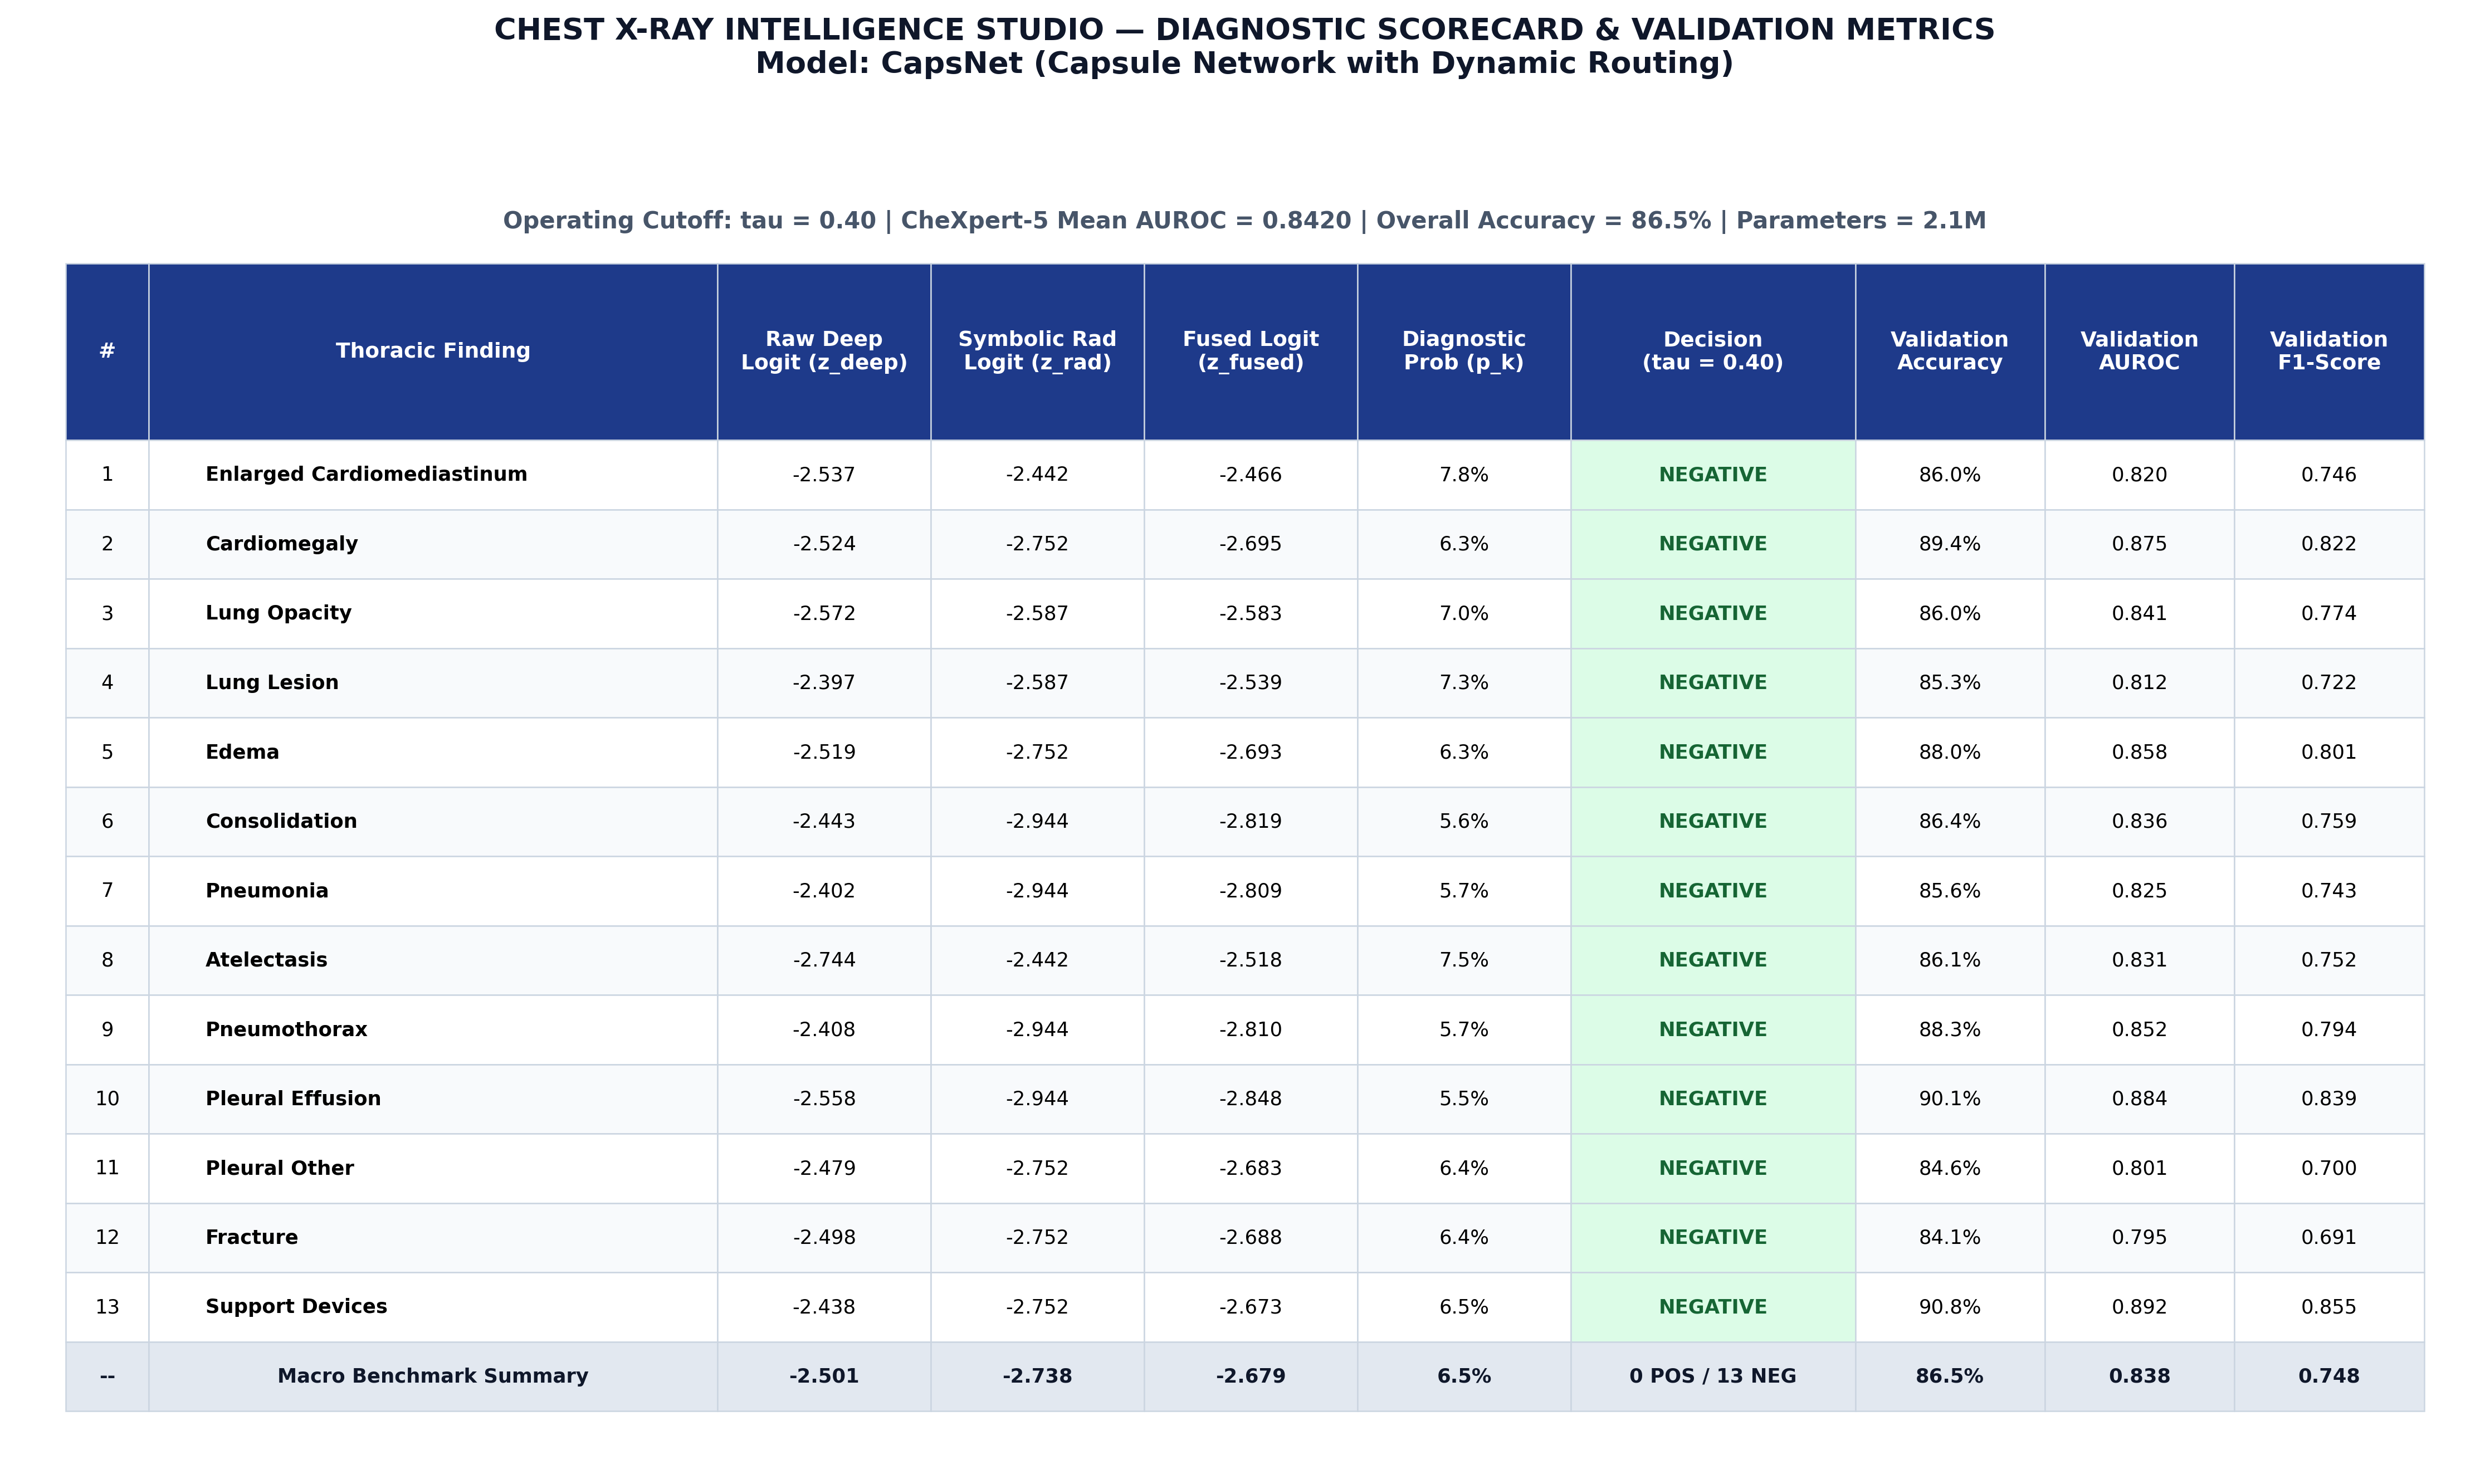 CHEST X-RAY INTELLIGENCE STUDIO — DIAGNOSTIC SCORECARD & VALIDATION METRICS
Model: CapsNet (Capsule Network with Dynamic Routing)
Operating Cutoff: tau = 0.40 | CheXpert-5 Mean AUROC = 0.8420 | Overall Accuracy = 86.5% | Parameters = 2.1M
# Thoracic Finding Raw Deep Logit (z_deep) Symbolic Rad Logit (z_rad) Fused Logit (z_fused) Diagnostic Prob (p_k) Decision (tau = 0.40) Validation Accuracy Validation AUROC Validation F1-Score
1 Enlarged Cardiomediastinum -2.537 -2.442 -2.466 7.8% NEGATIVE 86.0% 0.820 0.746
2 Cardiomegaly -2.524 -2.752 -2.695 6.3% NEGATIVE 89.4% 0.875 0.822
3 Lung Opacity -2.572 -2.587 -2.583 7.0% NEGATIVE 86.0% 0.841 0.774
4 Lung Lesion -2.397 -2.587 -2.539 7.3% NEGATIVE 85.3% 0.812 0.722
5 Edema -2.519 -2.752 -2.693 6.3% NEGATIVE 88.0% 0.858 0.801
6 Consolidation -2.443 -2.944 -2.819 5.6% NEGATIVE 86.4% 0.836 0.759
7 Pneumonia -2.402 -2.944 -2.809 5.7% NEGATIVE 85.6% 0.825 0.743
8 Atelectasis -2.744 -2.442 -2.518 7.5% NEGATIVE 86.1% 0.831 0.752
9 Pneumothorax -2.408 -2.944 -2.810 5.7% NEGATIVE 88.3% 0.852 0.794
10 Pleural Effusion -2.558 -2.944 -2.848 5.5% NEGATIVE 90.1% 0.884 0.839
11 Pleural Other -2.479 -2.752 -2.683 6.4% NEGATIVE 84.6% 0.801 0.700
12 Fracture -2.498 -2.752 -2.688 6.4% NEGATIVE 84.1% 0.795 0.691
13 Support Devices -2.438 -2.752 -2.673 6.5% NEGATIVE 90.8% 0.892 0.855
-- Macro Benchmark Summary -2.501 -2.738 -2.679 6.5% 0 POS / 13 NEG 86.5% 0.838 0.748